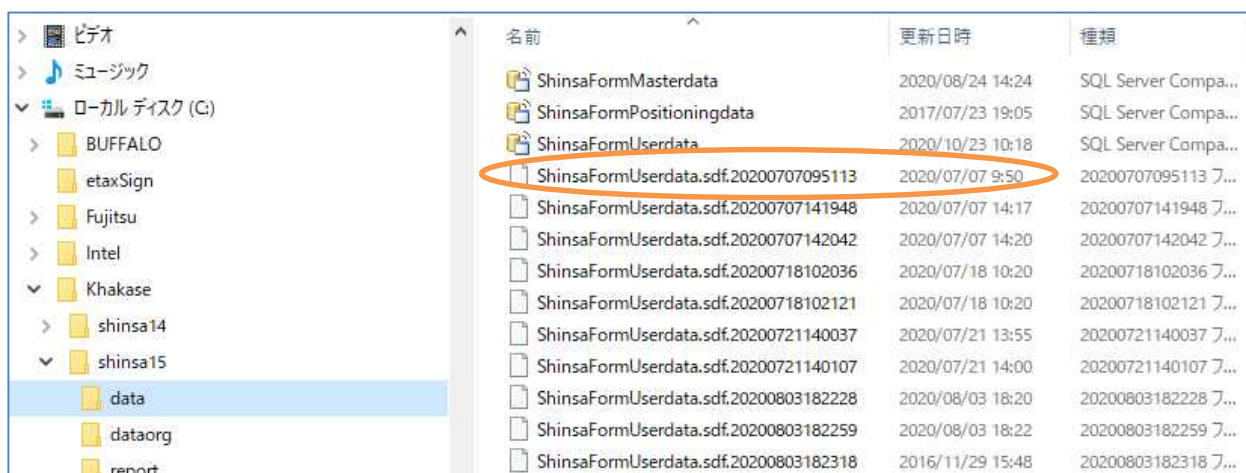 ビデオ
ミュージック
ローカル ディスク (C:)
BUFFALO
etaxSign
Fujitsu
Intel
Khakase
shinsa14
shinsa15
data
dataorg
report
名前 更新日時 種類
ShinsaFormMasterdata 2020/08/24 14:24 SQL Server Compa...
ShinsaFormPositioningdata 2017/07/23 19:05 SQL Server Compa...
ShinsaFormUserdata 2020/10/23 10:18 SQL Server Compa...
ShinsaFormUserdata.sdf.20200707095113 2020/07/07 9:50 20200707095113 フ...
ShinsaFormUserdata.sdf.20200707141948 2020/07/07 14:17 20200707141948 フ...
ShinsaFormUserdata.sdf.20200707142042 2020/07/07 14:20 20200707142042 フ...
ShinsaFormUserdata.sdf.20200718102036 2020/07/18 10:20 20200718102036 フ...
ShinsaFormUserdata.sdf.20200718102121 2020/07/18 10:20 20200718102121 フ...
ShinsaFormUserdata.sdf.20200721140037 2020/07/21 13:55 20200721140037 フ...
ShinsaFormUserdata.sdf.20200721140107 2020/07/21 14:00 20200721140107 フ...
ShinsaFormUserdata.sdf.20200803182228 2020/08/03 18:20 20200803182228 フ...
ShinsaFormUserdata.sdf.20200803182259 2020/08/03 18:22 20200803182259 フ...
ShinsaFormUserdata.sdf.20200803182318 2016/11/29 15:48 20200803182318 フ...